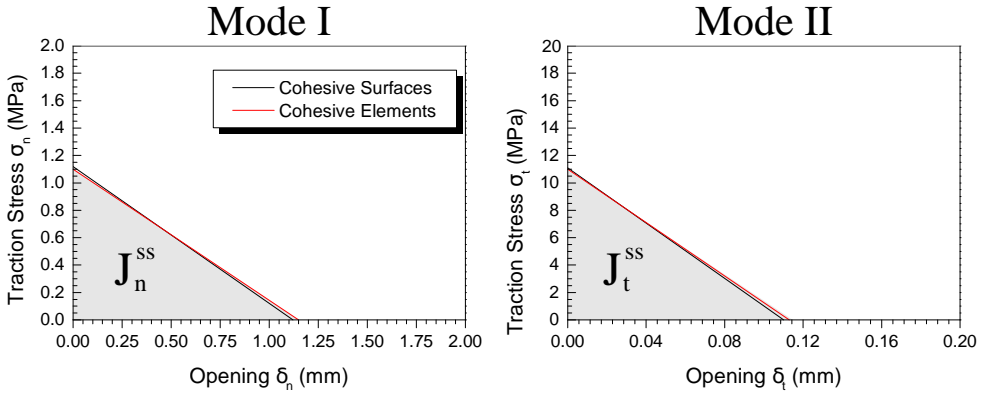 Mode I
Mode II
Traction Stress σn (MPa)
2.0
1.8
1.6
1.4
1.2
1.0
0.8
0.6
0.4
0.2
0.0
Cohesive Surfaces
Cohesive Elements
Jnss
0.00 0.25 0.50 0.75 1.00 1.25 1.50 1.75 2.00
Opening δn (mm)
Traction Stress σt (MPa)
20
18
16
14
12
10
8
6
4
2
0
Jtss
0.00 0.04 0.08 0.12 0.16 0.20
Opening δt (mm)